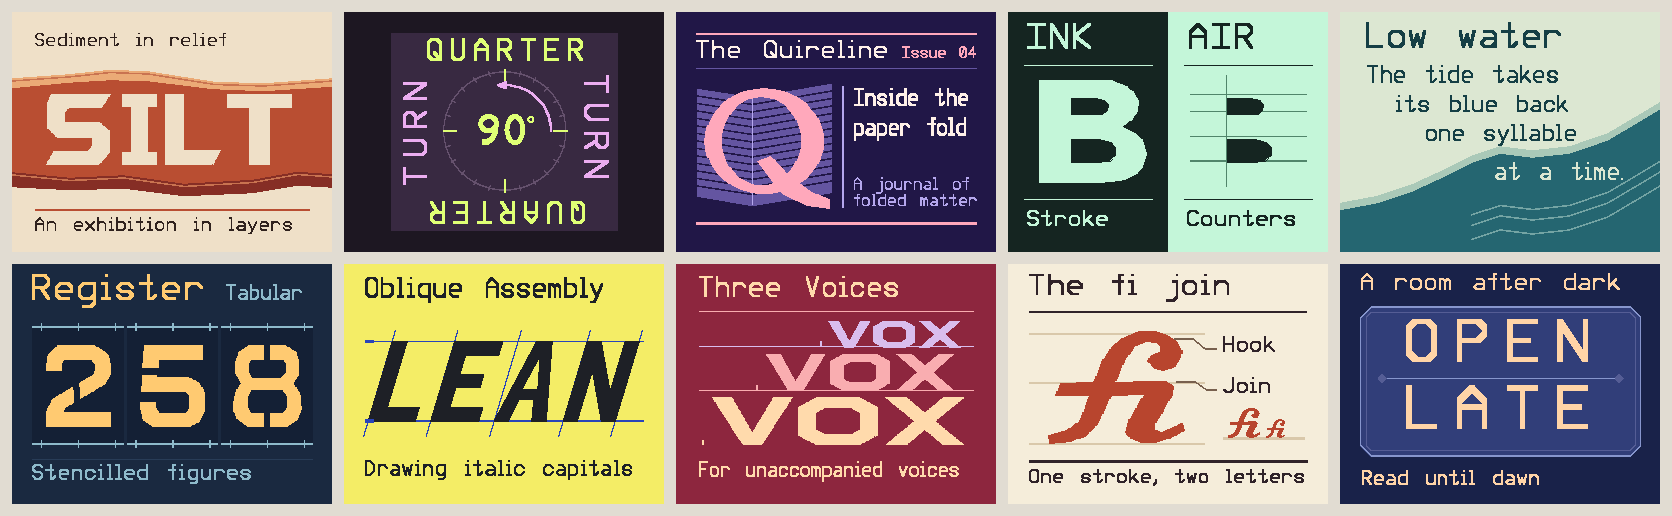 Sediment in relief
SILT
An exhibition in layers
QUARTER
TURN
90°
TURN
QUARTER
The Quireline Issue 04
Inside the
paper fold
Q
A journal of
folded matter
INK
B
Stroke
AIR
B
Counters
Low water
The tide takes
its blue back
one syllable
at a time.
Register Tabular
258
Stencilled figures
Oblique Assembly
LEAN
Drawing italic capitals
Three Voices
VOX
VOX
VOX
For unaccompanied voices
The fi join
fi
Hook
Join
fi fi
One stroke, two letters
A room after dark
OPEN
LATE
Read until dawn